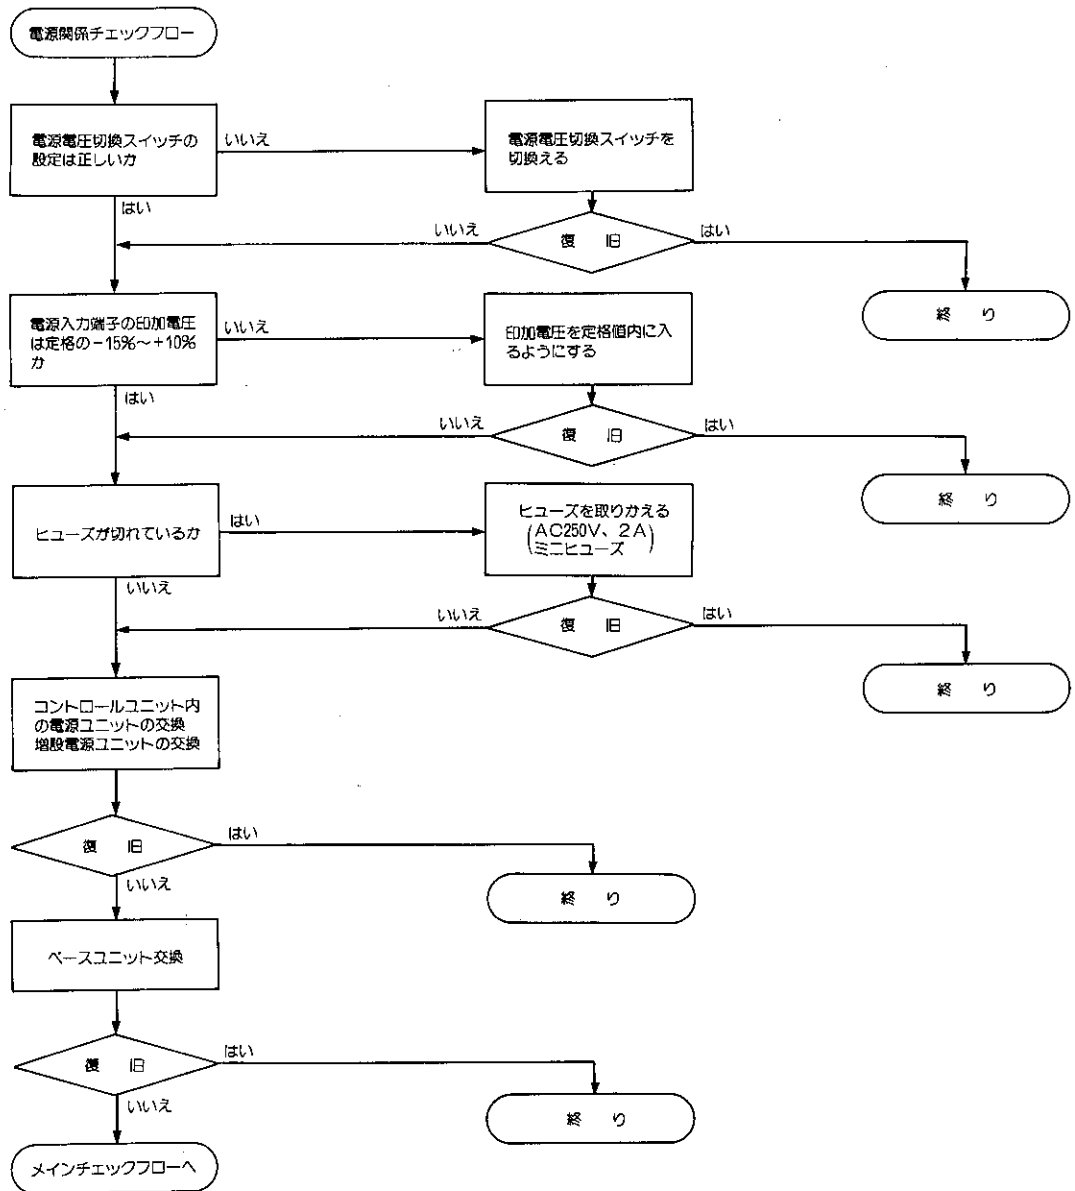 電源関係チェックフロー
電源電圧切換スイッチの
設定は正しいか
いいえ
電源電圧切換スイッチを
切換える
はい
いいえ
復 旧
はい
終 り
電源入力端子の印加電圧
は定格の-15%~+10%
か
いいえ
印加電圧を定格値内に入
るようにする
はい
いいえ
復 旧
はい
終 り
ヒューズが切れているか
はい
ヒューズを取りかえる
(AC250V、2A)
ミニヒューズ
いいえ
いいえ
復 旧
はい
終 り
コントロールユニット内
の電源ユニットの交換
増設電源ユニットの交換
復 旧
はい
いいえ
終 り
ベースユニット交換
復 旧
はい
いいえ
終 り
メインチェックフローへ